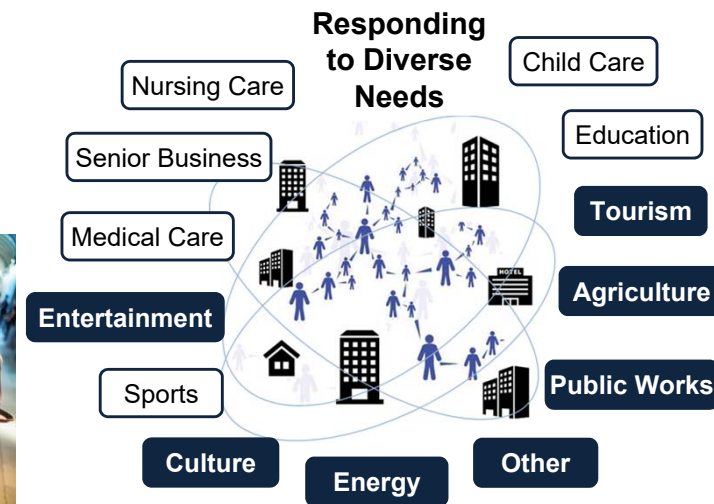 Responding
to Diverse
Needs
Nursing Care
Child Care
Senior Business
Education
Medical Care
Tourism
Entertainment
HOTEL
Agriculture
Sports
Public Works
Culture
Energy
Other